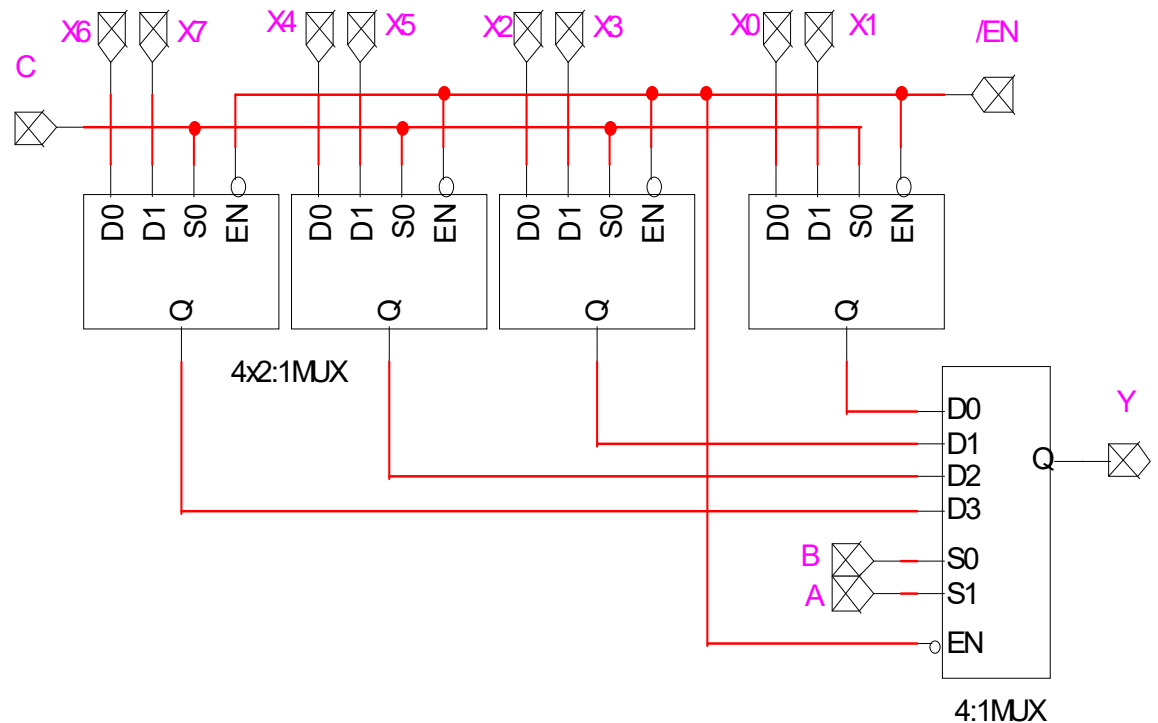 X6 X7 X4 X5 X2 X3 X0 X1 /EN
C
D0 D1 S0 EN D0 D1 S0 EN D0 D1 S0 EN D0 D1 S0 EN
Q Q Q Q
4x2:1MUX
D0
D1
D2
D3
Q
Y
B S0
A S1
EN
4:1MUX